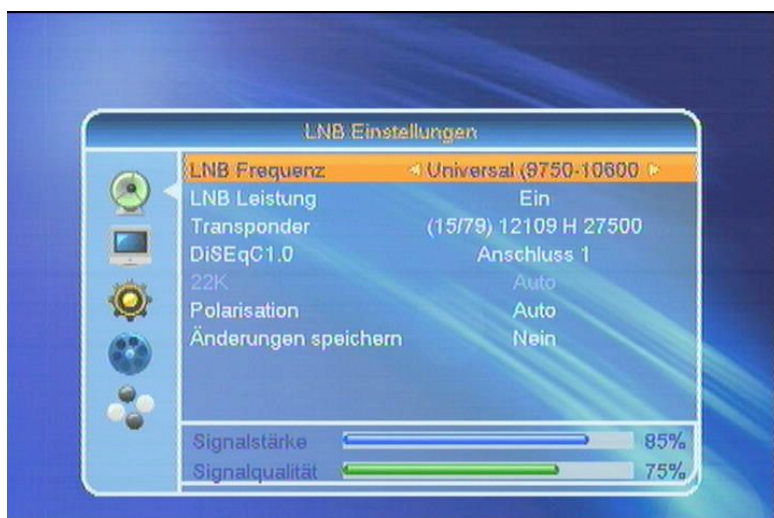 LNB Einstellungen
LNB Frequenz Universal (9750-10600
LNB Leistung Ein
Transponder (15/79) 12109 H 27500
DiSEqC1.0 Anschluss 1
22K Auto
Polarisation Auto
Änderungen speichern Nein
Signalstärke 85%
Signalqualität 75%